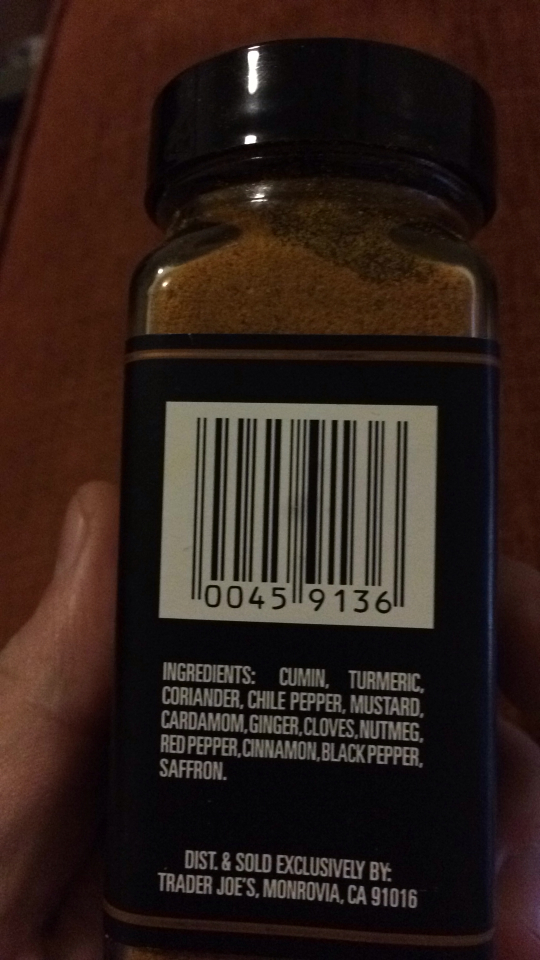 0045 9136
INGREDIENTS: CUMIN, TURMERIC,
CORIANDER, CHILE PEPPER, MUSTARD,
CARDAMOM, GINGER, CLOVES, NUTMEG,
RED PEPPER, CINNAMON, BLACK PEPPER,
SAFFRON.
DIST. & SOLD EXCLUSIVELY BY:
TRADER JOE'S, MONROVIA, CA 91016